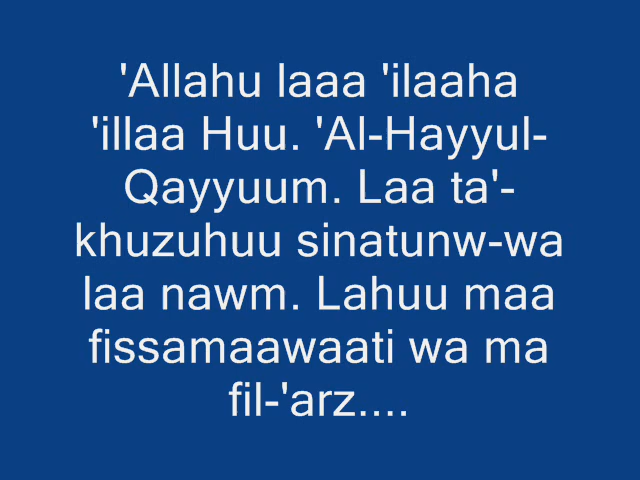 'Allahu laaa 'ilaaha
'illaa Huu. 'Al-Hayyul-
Qayyuum. Laa ta'-
khuzuhuu sinatunw-wa
laa nawm. Lahuu maa
fissamaawaati wa ma
fil-'arz....